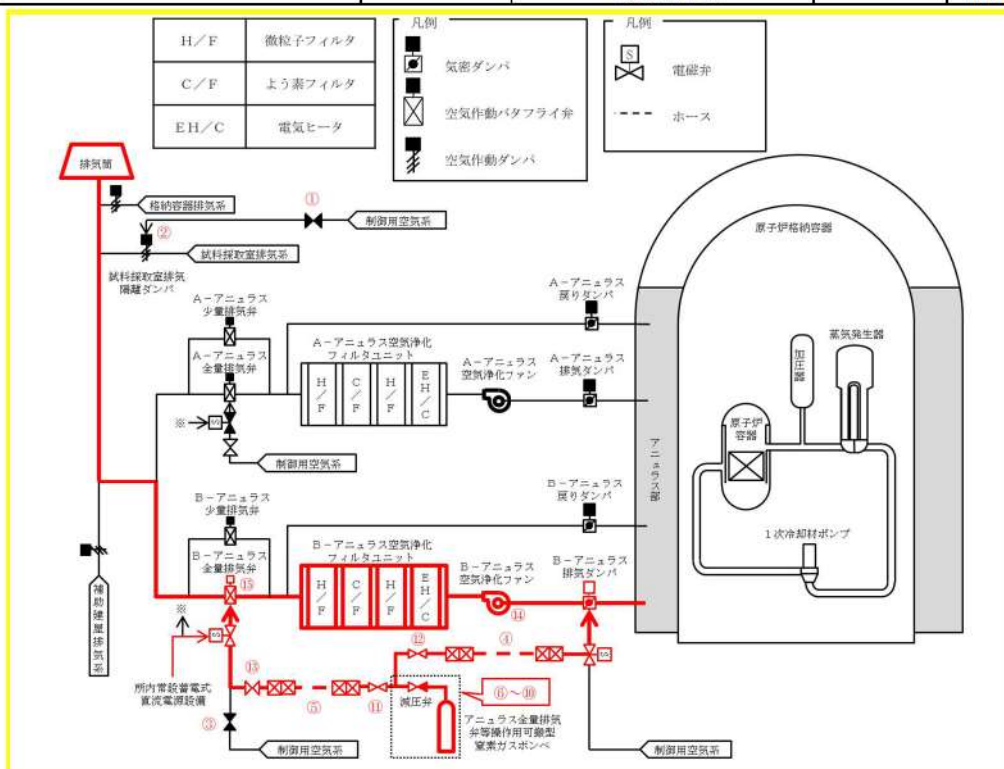 H/F 微粒子フィルタ
C/F よう素フィルタ
EH/C 電気ヒータ
凡例
気密ダンパ
空気作動バタフライ弁
空気作動ダンパ
凡例
S
電磁弁
ホース
排気筒
格納容器排気系
①
制御用空気系
②
試料採取室排気系
試料採取室排気
隔離ダンパ
A-アニュラス
少量排気弁
A-アニュラス
全量排気弁
※
S
制御用空気系
A-アニュラス空気浄化
フィルタユニット
H/F
C/F
H/F
EH/C
A-アニュラス
空気浄化ファン
A-アニュラス
戻りダンパ
A-アニュラス
排気ダンパ
原子炉格納容器
蒸気発生器
加圧器
原子炉
容器
1次冷却材ポンプ
アニュラス部
B-アニュラス
少量排気弁
B-アニュラス
全量排気弁
⑮
B-アニュラス空気浄化
フィルタユニット
H/F
C/F
H/F
EH/C
B-アニュラス
空気浄化ファン
⑭
B-アニュラス
戻りダンパ
B-アニュラス
排気ダンパ
補助建屋排気系
※
S
所内常設蓄電式
直流電源設備
⑬
⑤
⑪
⑫
④
S
減圧弁
⑥～⑩
アニュラス全量排気
弁等操作用可搬型
窒素ガスボンベ
③
制御用空気系
制御用空気系